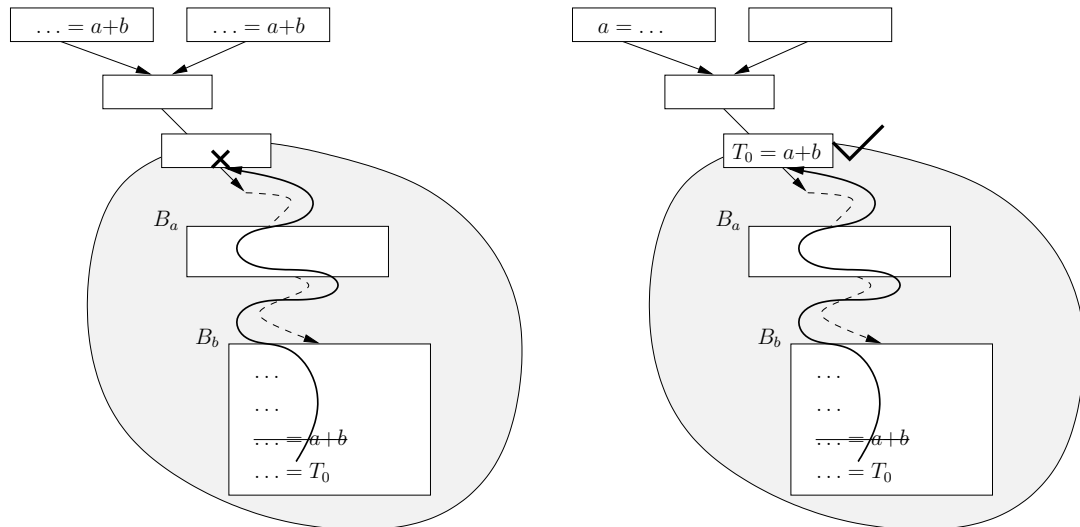 … = a+b
… = a+b
B_a
B_b
…
…
… = a+b
… = T_0
a = …
T_0 = a+b
B_a
B_b
…
…
… = a+b
… = T_0